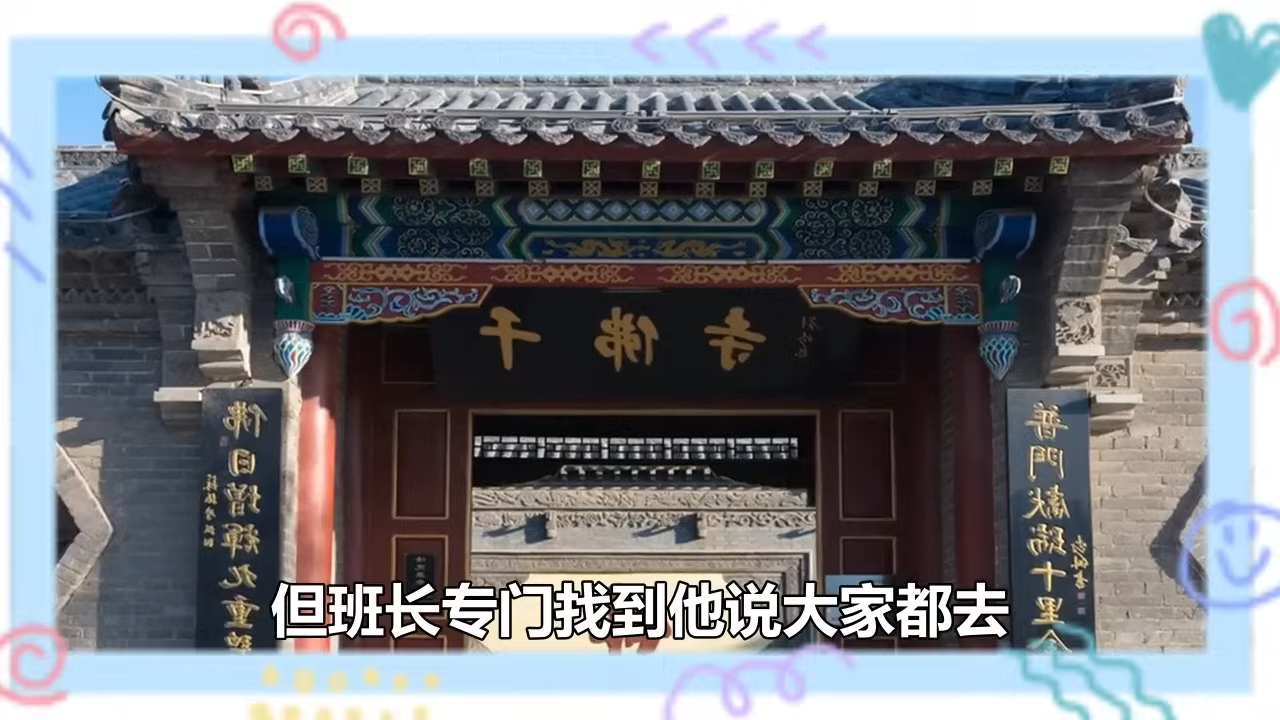 千佛寺
佛日增輝九重
普門獻瑞十里
但班长专门找到他说大家都去